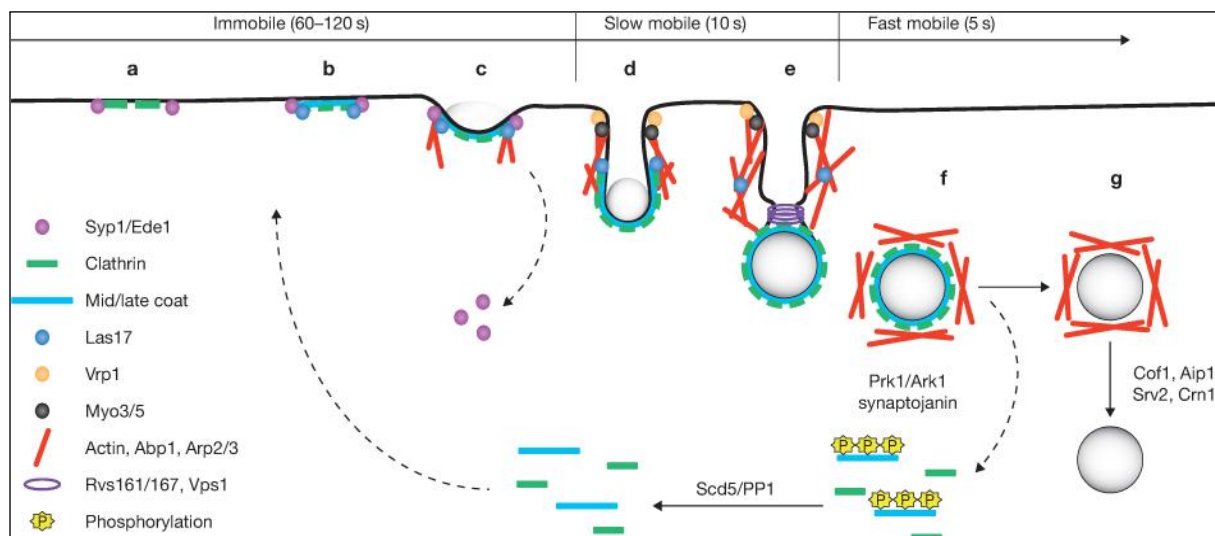 Immobile (60–120 s)
Slow mobile (10 s)
Fast mobile (5 s)
a
b
c
d
e
f
g
Syp1/Ede1
Clathrin
Mid/late coat
Las17
Vrp1
Myo3/5
Actin, Abp1, Arp2/3
Rvs161/167, Vps1
P
Phosphorylation
Prk1/Ark1
synaptojanin
Cof1, Aip1
Srv2, Crn1
P P P
P P P
Scd5/PP1